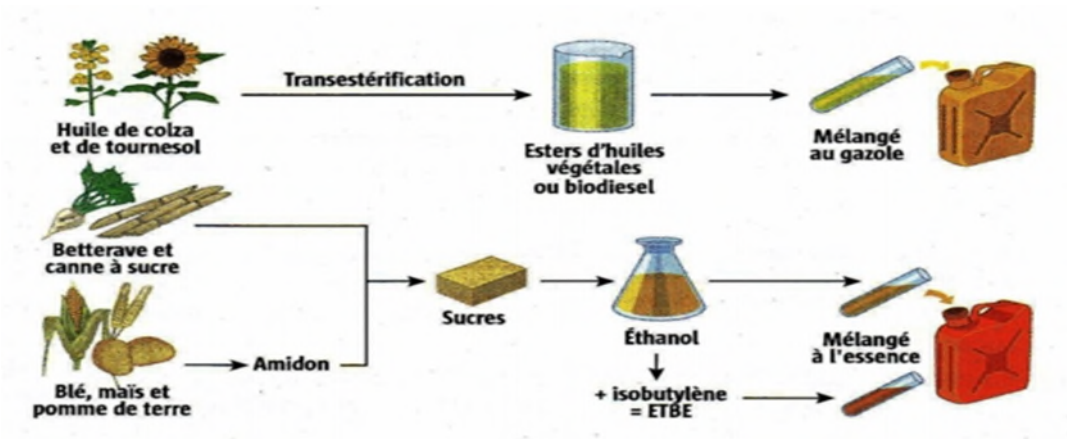 Transestérification
Huile de colza
et de tournesol
Esters d'huiles
végétales
ou biodiesel
Mélangé
au gazole
Betterave et
canne à sucre
Sucres
Éthanol
Mélangé
à l'essence
Amidon
Blé, maïs et
pomme de terre
+ isobutylène
= ETBE